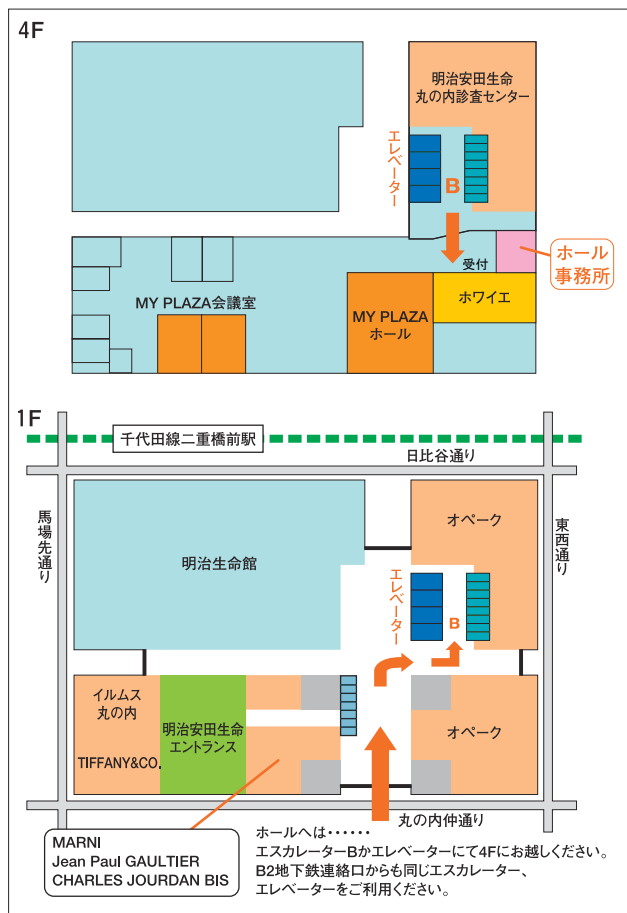 4F
明治安田生命
丸の内診査センター
エレベーター
B
受付
ホール
事務所
ホワイエ
MY PLAZA
ホール
MY PLAZA会議室
1F
千代田線二重橋前駅
日比谷通り
馬場先通り
東西通り
オペーク
明治生命館
エレベーター
B
イルムス
丸の内
TIFFANY&CO.
明治安田生命
エントランス
オペーク
丸の内仲通り
MARNI
Jean Paul GAULTIER
CHARLES JOURDAN BIS
ホールへは‥‥‥
エスカレーターBかエレベーターにて4Fにお越しください。
B2地下鉄連絡口からも同じエスカレーター、
エレベーターをご利用ください。